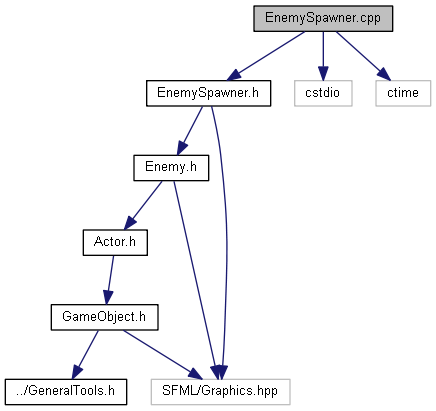 EnemySpawner.cpp
EnemySpawner.h
cstdio
ctime
Enemy.h
Actor.h
GameObject.h
../GeneralTools.h
SFML/Graphics.hpp